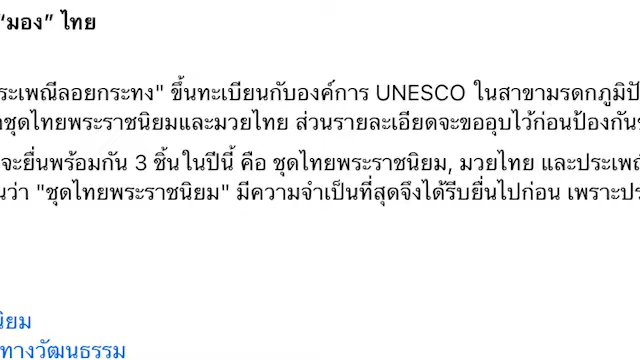 “มอง” ไทย
ระเพณีลอยกระทง" ขึ้นทะเบียนกับองค์การ UNESCO ในสาขามรดกภูมิปั
ชุดไทยพระราชนิยมและมวยไทย ส่วนรายละเอียดจะขออุบไว้ก่อนป้องกัน
จะยื่นพร้อมกัน 3 ชิ้นในปีนี้ คือ ชุดไทยพระราชนิยม, มวยไทย และประเพณ
นว่า "ชุดไทยพระราชนิยม" มีความจำเป็นที่สุดจึงได้รีบยื่นไปก่อน เพราะปร
นิยม
ทางวัฒนธรรม